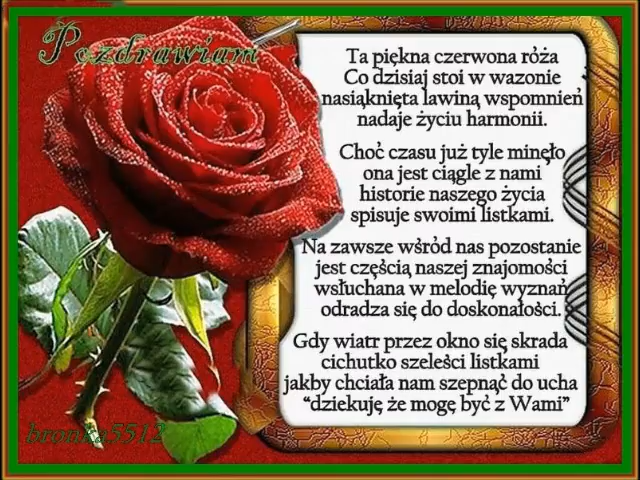 Pozdrawiam
Ta piękna czerwona róża
Co dzisiaj stoi w wazonie
nasiąknięta lawiną wspomnień
nadaje życiu harmonii.
Choć czasu już tyle minęło
ona jest ciągle z nami
historie naszego życia
spisuje swoimi listkami.
Na zawsze wśród nas pozostanie
jest częścią naszej znajomości
wsłuchana w melodię wyznań
odradza się do doskonałości.
Gdy wiatr przez okno się skrada
cichutko szeleści listkami
jakby chciała nam szepnąć do ucha
“dziekuję że mogę być z Wami”
bronka5512